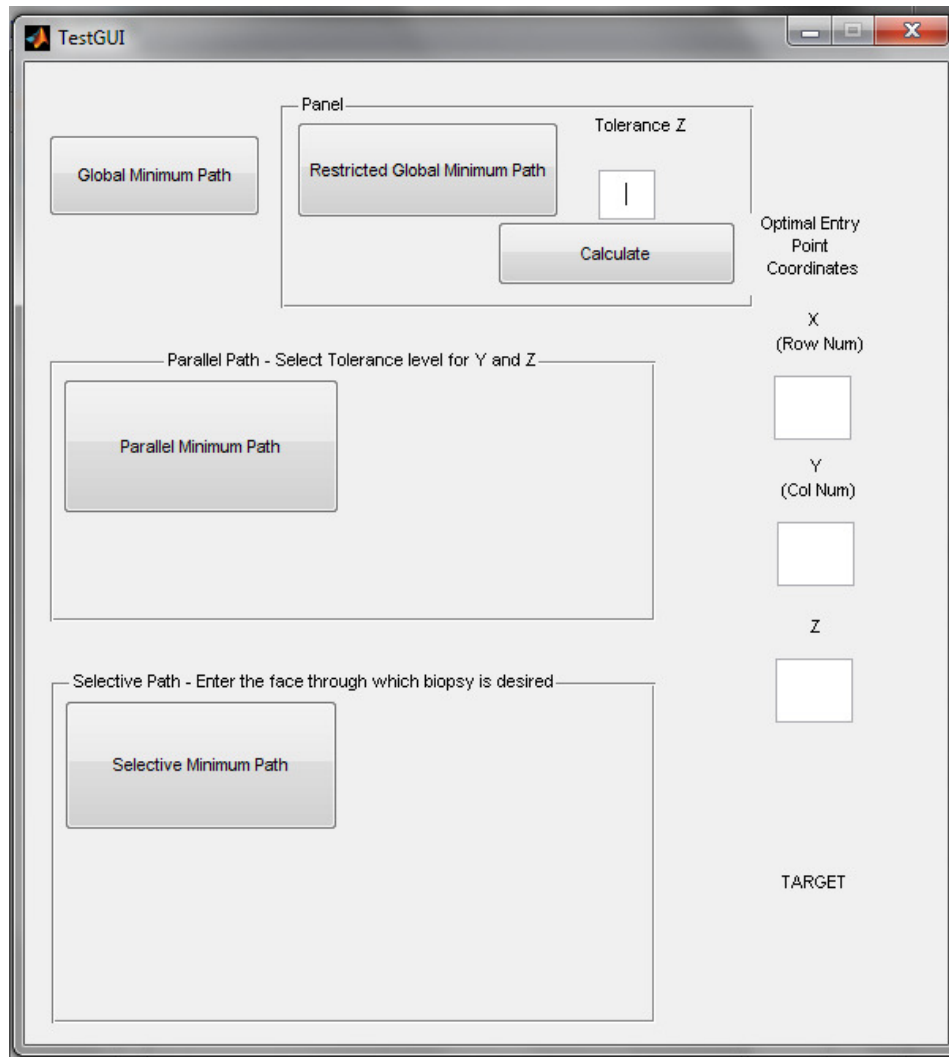 TestGUI
Panel
Global Minimum Path
Restricted Global Minimum Path
Tolerance Z
Calculate
Optimal Entry
Point
Coordinates
X
(Row Num)
Parallel Path - Select Tolerance level for Y and Z
Parallel Minimum Path
Y
(Col Num)
Z
Selective Path - Enter the face through which biopsy is desired
Selective Minimum Path
TARGET